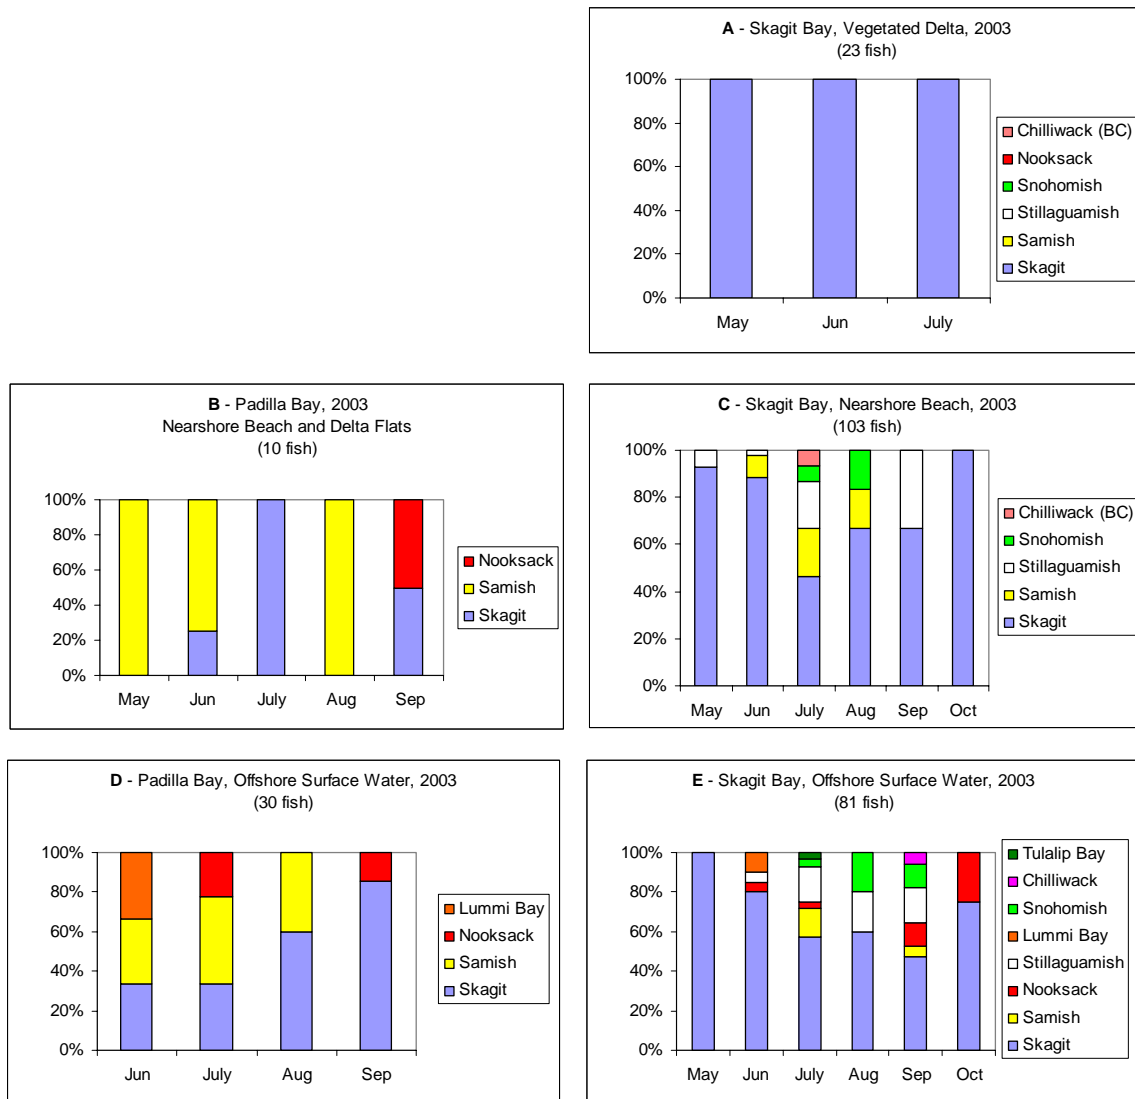 A - Skagit Bay, Vegetated Delta, 2003
(23 fish)
100%
80%
60%
40%
20%
0%
May Jun July
Chilliwack (BC)
Nooksack
Snohomish
Stillaguamish
Samish
Skagit
B - Padilla Bay, 2003
Nearshore Beach and Delta Flats
(10 fish)
100%
80%
60%
40%
20%
0%
May Jun July Aug Sep
Nooksack
Samish
Skagit
C - Skagit Bay, Nearshore Beach, 2003
(103 fish)
100%
80%
60%
40%
20%
0%
May Jun July Aug Sep Oct
Chilliwack (BC)
Snohomish
Stillaguamish
Samish
Skagit
D - Padilla Bay, Offshore Surface Water, 2003
(30 fish)
100%
80%
60%
40%
20%
0%
Jun July Aug Sep
Lummi Bay
Nooksack
Samish
Skagit
E - Skagit Bay, Offshore Surface Water, 2003
(81 fish)
100%
80%
60%
40%
20%
0%
May Jun July Aug Sep Oct
Tulalip Bay
Chilliwack
Snohomish
Lummi Bay
Stillaguamish
Nooksack
Samish
Skagit